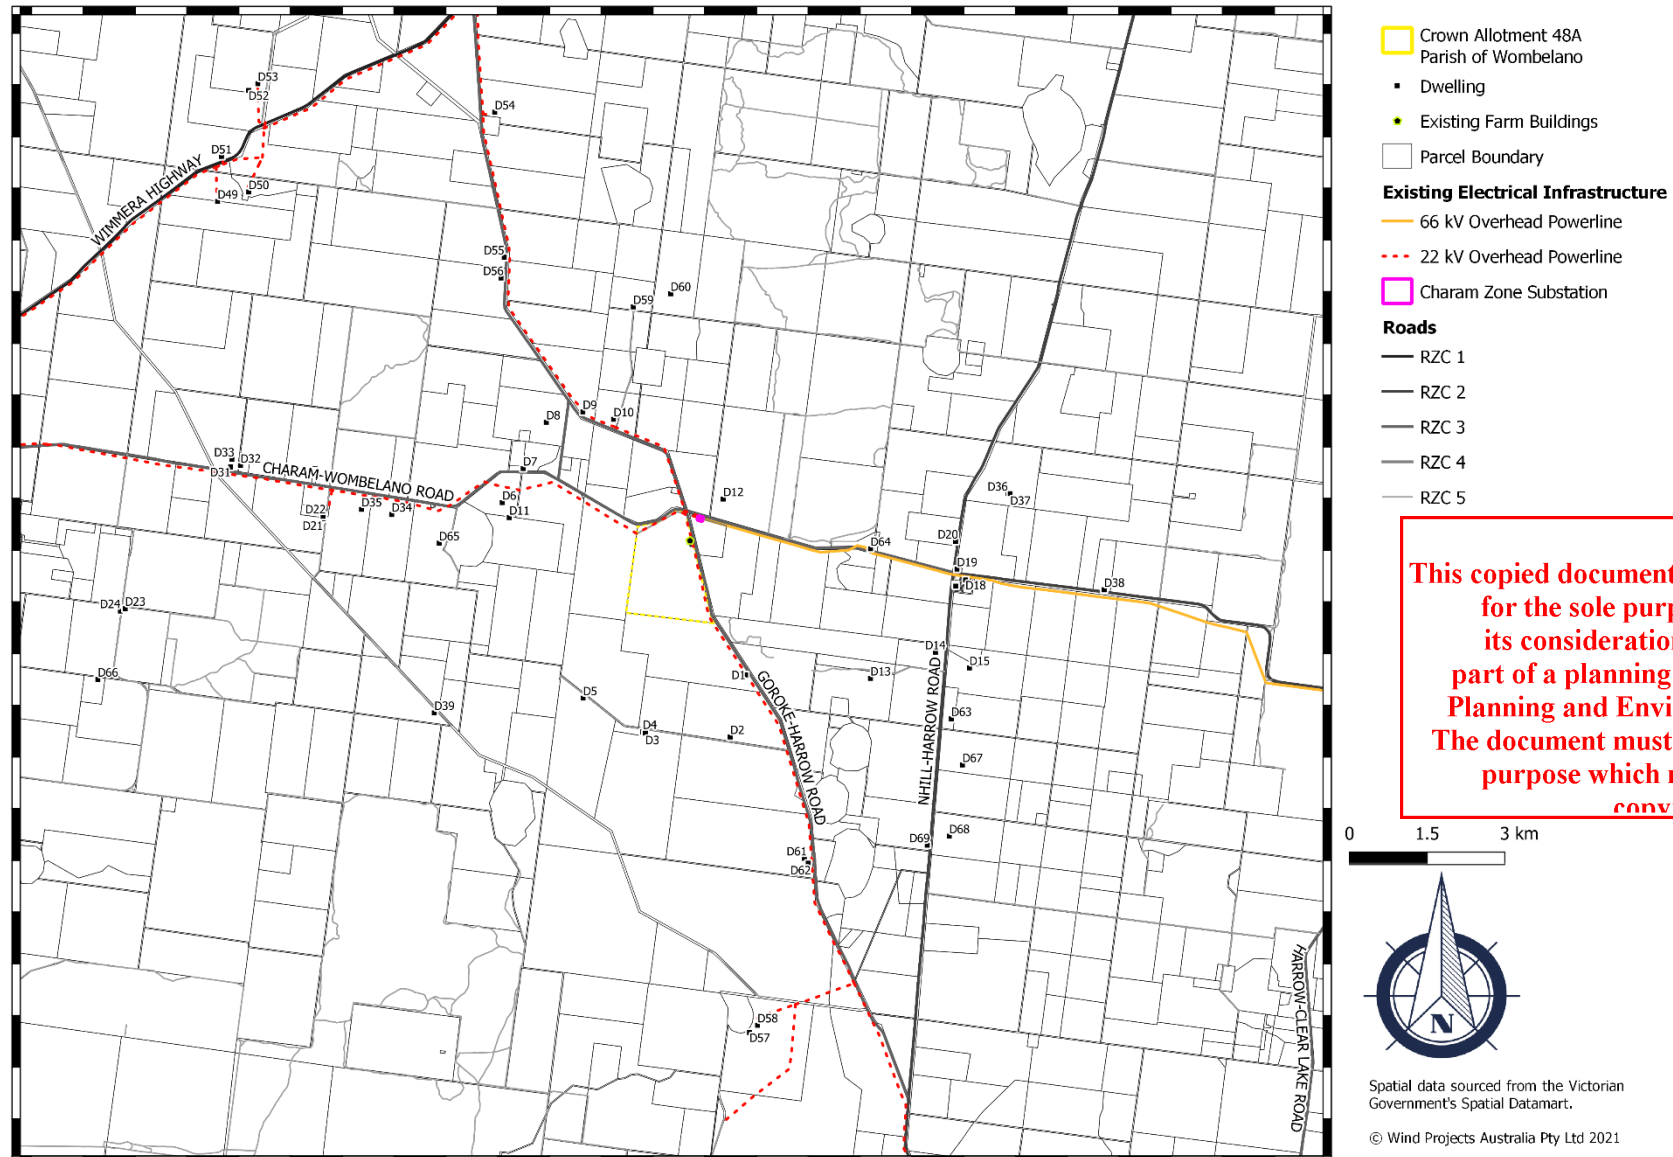 D53
D52
D54
D51
D50
D49
WIMMERA HIGHWAY
D55
D56
D60
D59
D9
D10
D8
D33
D32
D31
CHARAM-WOMBELANO ROAD
D7
D6
D11
D12
D22
D21
D35
D34
D65
D36
D37
D20
D64
D19
D18
D38
D24
D23
D66
D39
D5
D4
D3
D2
D1
GOROKE-HARROW ROAD
D14
D15
D13
NHILL-HARROW ROAD
D63
D67
D68
D69
D61
D62
D58
D57
HARROW-CLEAR LAKE ROAD
Crown Allotment 48A
Parish of Wombelano
Dwelling
Existing Farm Buildings
Parcel Boundary
Existing Electrical Infrastructure
66 kV Overhead Powerline
22 kV Overhead Powerline
Charam Zone Substation
Roads
RZC 1
RZC 2
RZC 3
RZC 4
RZC 5
This copied document
for the sole purp
its consideration
part of a planning
Planning and Envi
The document must
purpose which
copy
0 1.5 3 km
N
Spatial data sourced from the Victorian
Government's Spatial Datamart.
© Wind Projects Australia Pty Ltd 2021